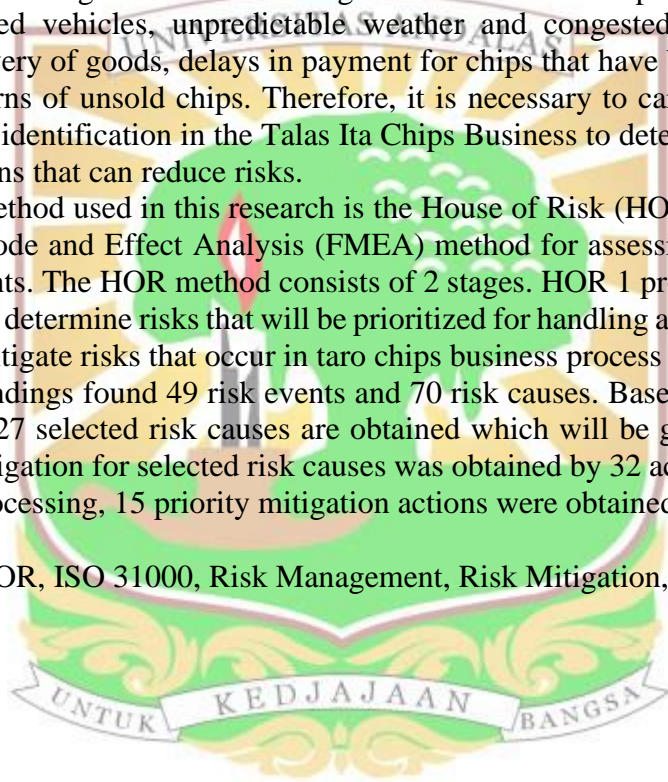 ed vehicles, unpredictable weather and congested
UNIVERSITAS ANDALAS
very of goods, delays in payment for chips that have
rns of unsold chips. Therefore, it is necessary to ca
identification in the Talas Ita Chips Business to dete
ns that can reduce risks.
ethod used in this research is the House of Risk (HO
ode and Effect Analysis (FMEA) method for assessi
nts. The HOR method consists of 2 stages. HOR 1 pr
determine risks that will be prioritized for handling a
itigate risks that occur in taro chips business process
ndings found 49 risk events and 70 risk causes. Base
27 selected risk causes are obtained which will be g
igation for selected risk causes was obtained by 32 ac
ocessing, 15 priority mitigation actions were obtained
OR, ISO 31000, Risk Management, Risk Mitigation,
UNTUK KEDJAJAAN BANGSA